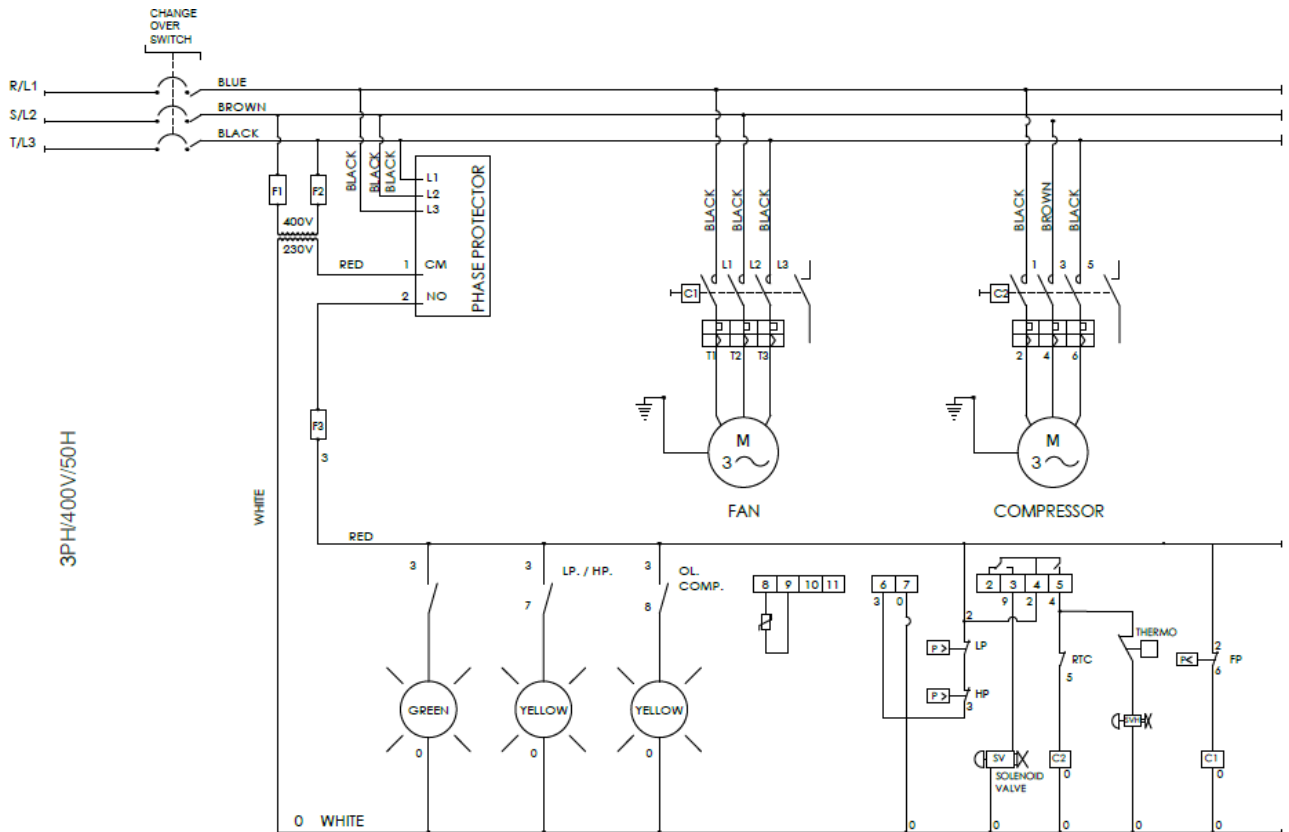 CHANGE
OVER
SWITCH
R/L1
BLUE
S/L2
BROWN
T/L3
BLACK
F1
F2
400V
230V
RED
BLACK
BLACK
BLACK
L1
L2
L3
1 CM
2 NO
PHASE PROTECTOR
BLACK
BLACK
BLACK
C1
L1
L2
L3
T1
T2
T3
M
3
FAN
BLACK
BROWN
BLACK
C2
1
3
5
2
4
6
M
3
COMPRESSOR
F3
3
3PH/400V/50H
WHITE
RED
3
GREEN
0
3
LP. / HP.
7
YELLOW
0
3
OL.
COMP.
8
YELLOW
0
8 9 10 11
6 7
3 0
2 3 4 5
9 2 4
2
P >
LP
P >
HP
3
RTC
5
THERMO
2
P<
FP
6
SV
SOLENOID
VALVE
C2
0
SVH
C1
0
0 WHITE
0
0
0
0
0